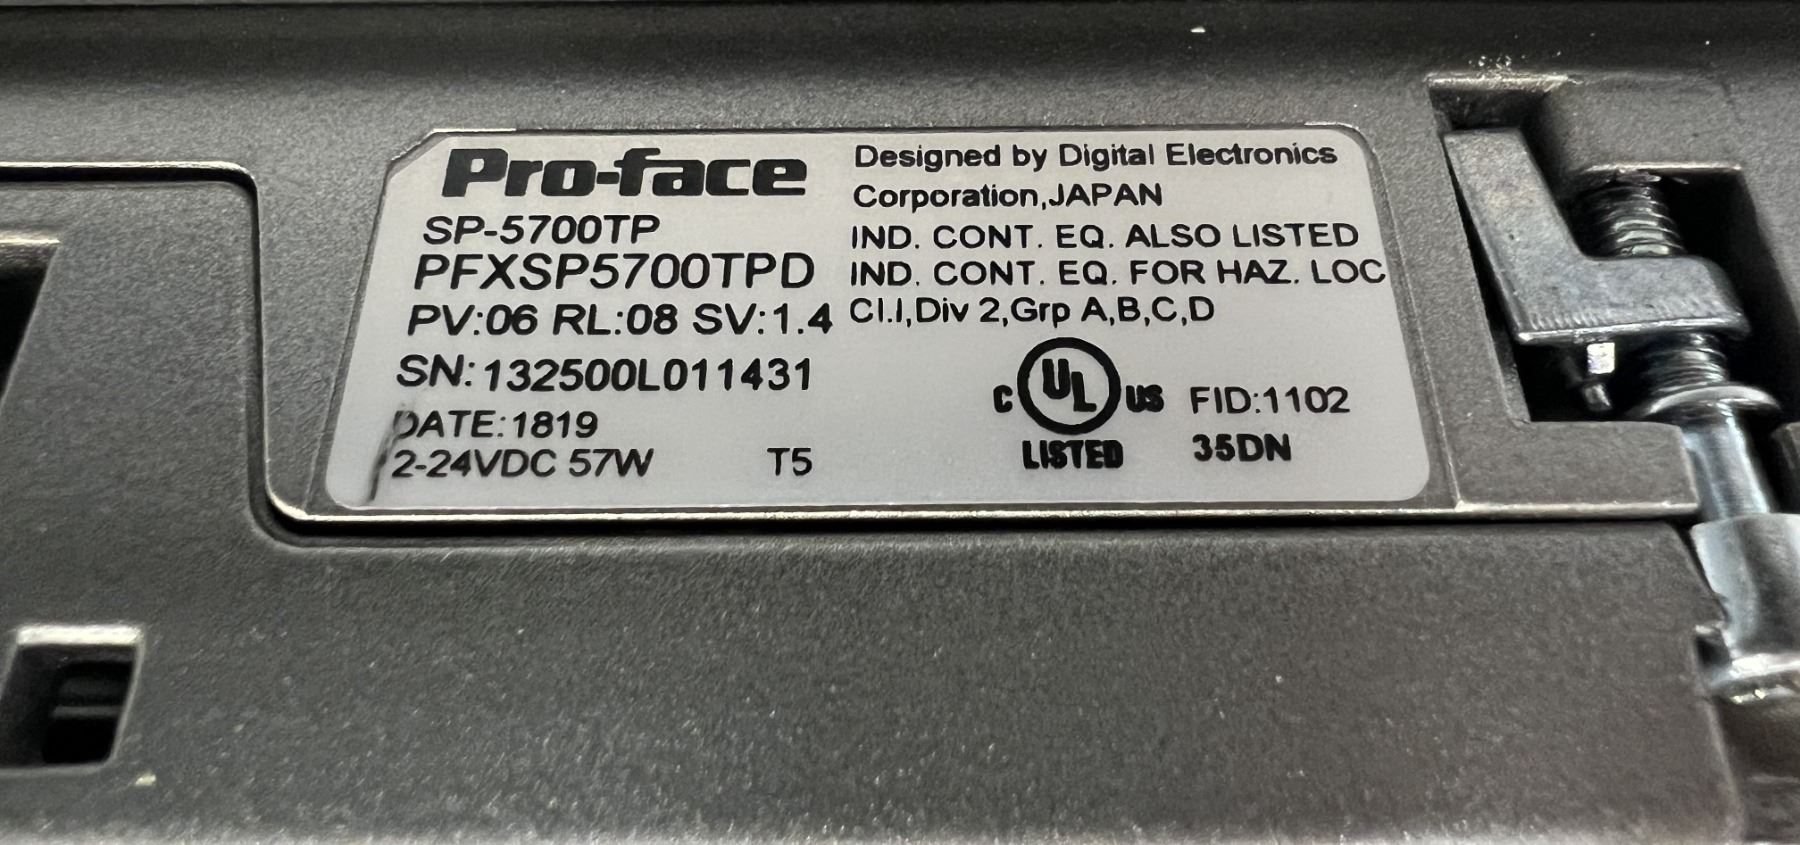 Pro-face
SP-5700TP
PFXSP5700TPD
PV:06 RL:08 SV:1.4
SN:132500L011431
DATE:1819
2-24VDC 57W T5
Designed by Digital Electronics
Corporation,JAPAN
IND. CONT. EQ. ALSO LISTED
IND. CONT. EQ. FOR HAZ. LOC
Cl.I,Div 2,Grp A,B,C,D
C UL US
LISTED
FID:1102
35DN